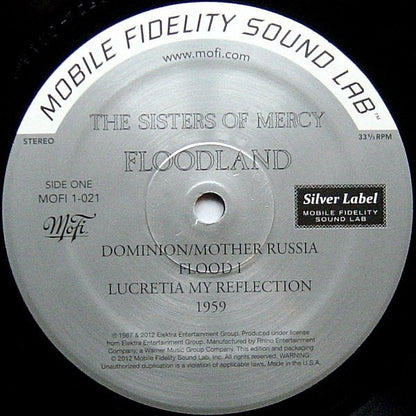 MOBILE FIDELITY SOUND LAB™
www.mofi.com
STEREO
33 1/3 RPM
THE SISTERS OF MERCY
FLOODLAND
SIDE ONE
MOFI 1-021
MoFi
Silver Label
MOBILE FIDELITY
SOUND LAB
DOMINION/MOTHER RUSSIA
FLOOD I
LUCRETIA MY REFLECTION
1959
℗ 1987 & 2012 Elektra Entertainment Group. Produced under license
from Elektra Entertainment Group. Manufactured by Rhino Entertainment
Company, a Warner Music Group Company. This edition and packaging
© 2012 Mobile Fidelity Sound Lab, Inc. All rights reserved. WARNING:
Unauthorized duplication is a violation of applicable laws. Made in the U.S.A.